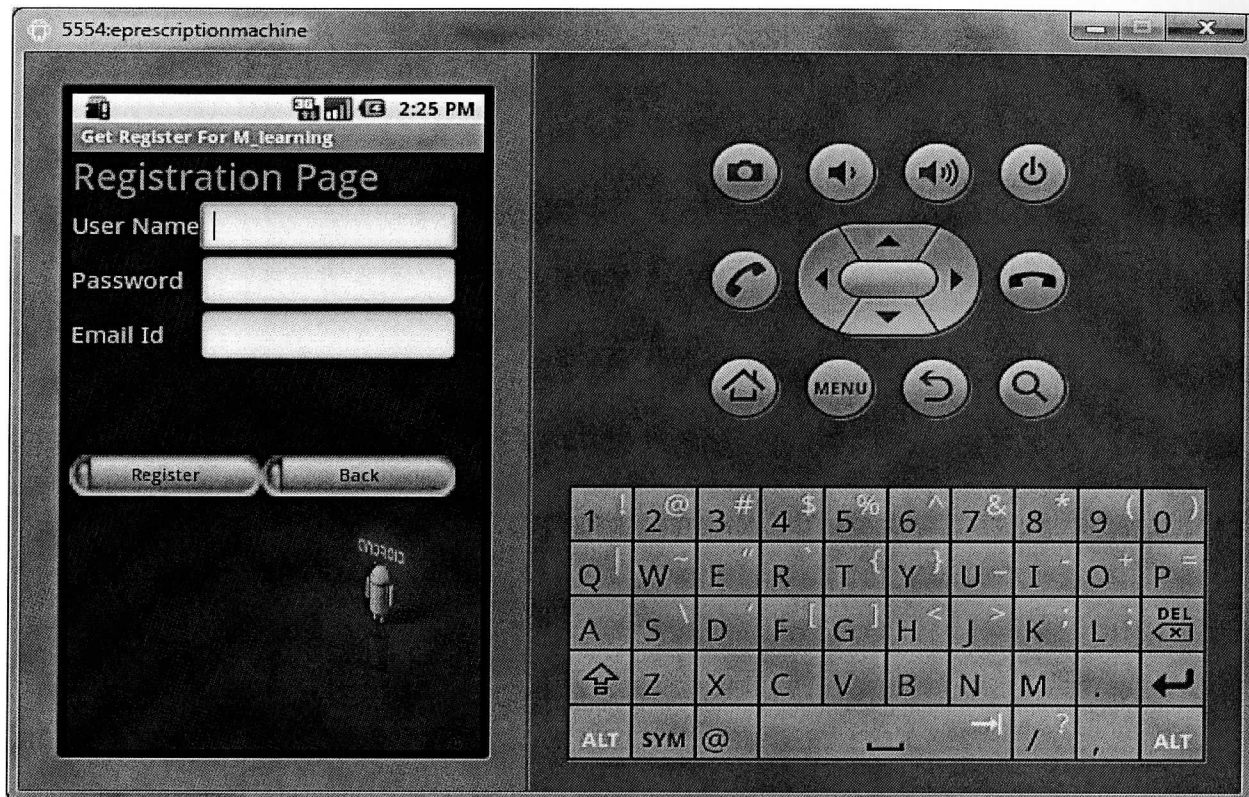 5554:eprescriptionmachine
2:25 PM
Get Register For M_learning
Registration Page
User Name
Password
Email Id
Register Back
MENU
1 ! 2 @ 3 # 4 $ 5 % 6 ^ 7 & 8 * 9 ( 0 )
Q | W ~ E " R ` T { Y } U _ I - O + P =
A S \ D ' F [ G ] H < J > K ; L : DEL
Z X C V B N M .
ALT SYM @ / ? , ALT